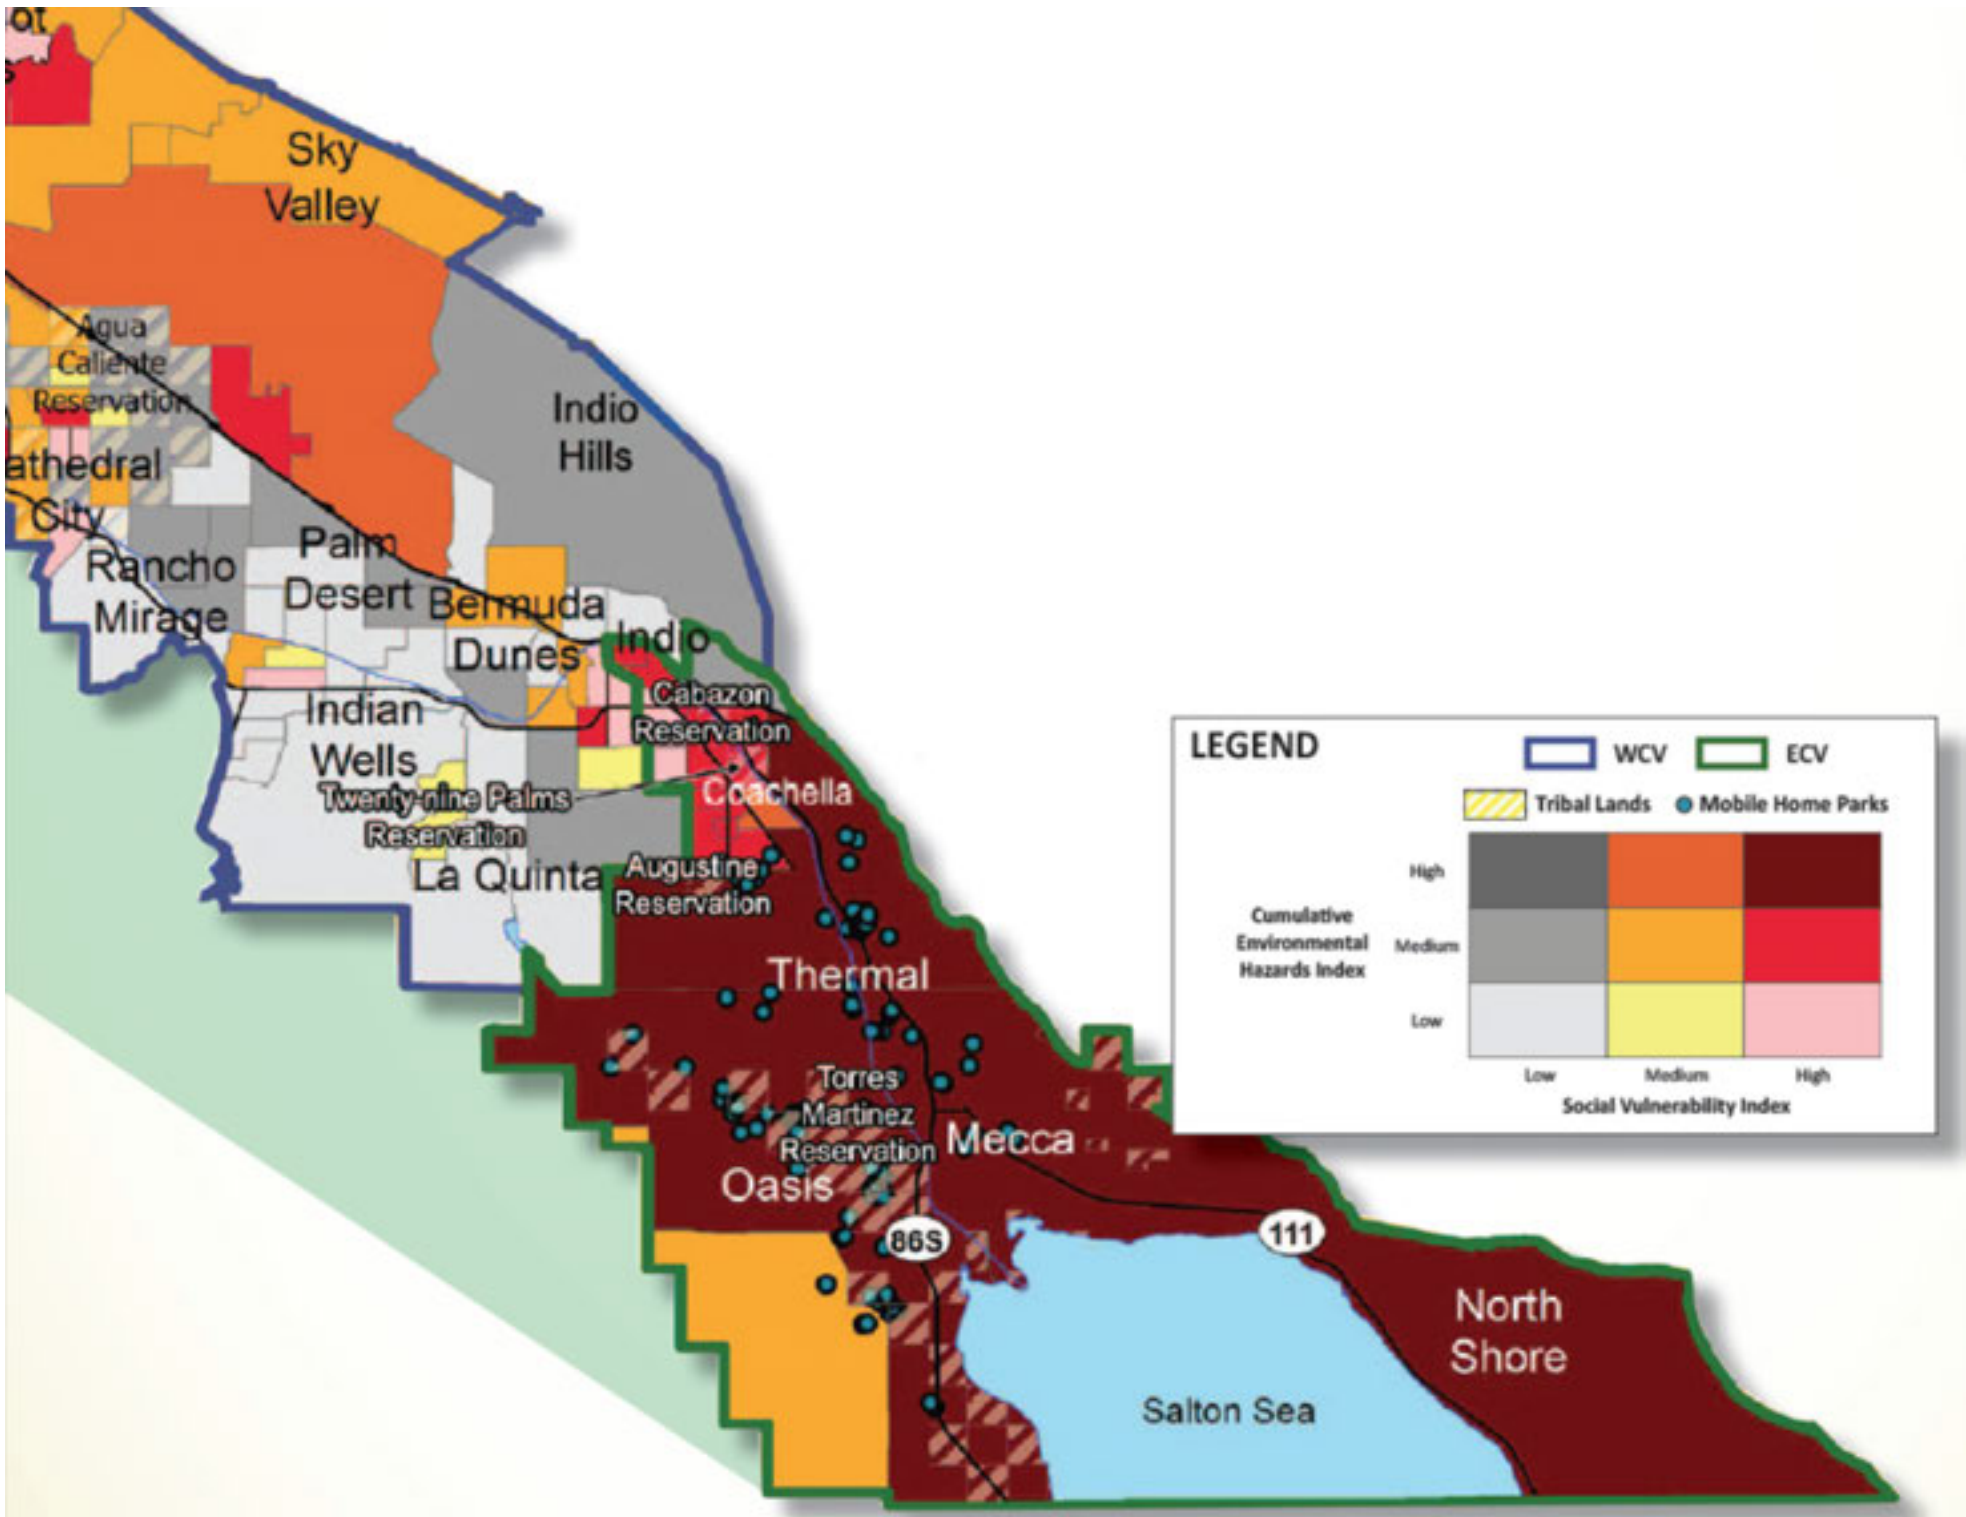 ot
s
Sky
Valley
Agua
Caliente
Reservation
athedral
City
Rancho
Mirage
Palm
Desert
Bermuda
Dunes
Indio
Hills
Indio
Cabazon
Reservation
Indian
Wells
Twenty-nine Palms
Reservation
Coachella
La Quinta
Augustine
Reservation
Thermal
Torres
Martinez
Reservation
Mecca
Oasis
86S
111
North
Shore
Salton Sea
LEGEND
WCV
ECV
Tribal Lands
Mobile Home Parks
High
Cumulative
Environmental
Hazards Index
Medium
Low
Low
Medium
High
Social Vulnerability Index